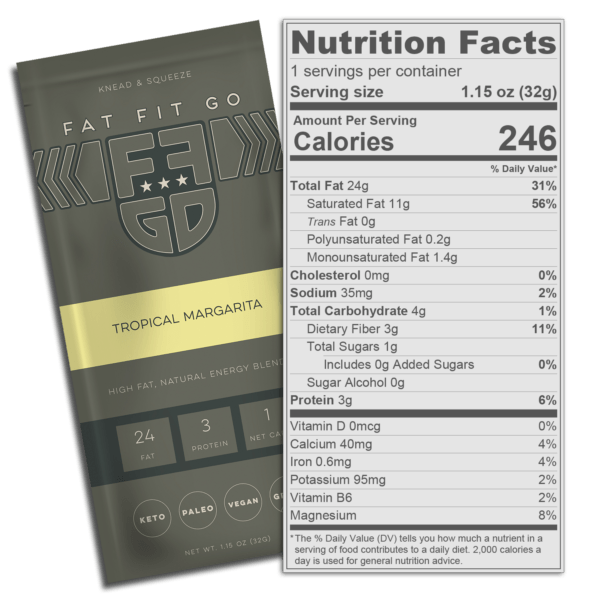 KNEAD & SQUEEZE
FAT FIT GO
FF
GO
TROPICAL MARGARITA
HIGH FAT, NATURAL ENERGY BLEND
24
FAT
3
PROTEIN
1
NET
KETO
PALEO
VEGAN
NET WT. 1.15 OZ (32G)
Nutrition Facts
1 servings per container
Serving size 1.15 oz (32g)
Amount Per Serving
Calories 246
% Daily Value*
Total Fat 24g 31%
Saturated Fat 11g 56%
Trans Fat 0g
Polyunsaturated Fat 0.2g
Monounsaturated Fat 1.4g
Cholesterol 0mg 0%
Sodium 35mg 2%
Total Carbohydrate 4g 1%
Dietary Fiber 3g 11%
Total Sugars 1g
Includes 0g Added Sugars 0%
Sugar Alcohol 0g
Protein 3g 6%
Vitamin D 0mcg 0%
Calcium 40mg 4%
Iron 0.6mg 4%
Potassium 95mg 2%
Vitamin B6 2%
Magnesium 8%
*The % Daily Value (DV) tells you how much a nutrient in a
serving of food contributes to a daily diet. 2,000 calories a
day is used for general nutrition advice.